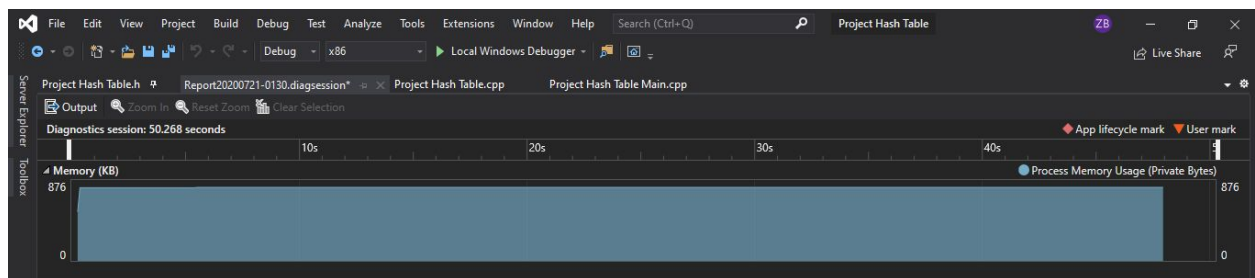 File Edit View Project Build Debug Test Analyze Tools Extensions Window Help Search (Ctrl+Q) Project Hash Table ZB
Debug x86 Local Windows Debugger Live Share
Server Explorer
Toolbox
Project Hash Table.h Report20200721-0130.diagsession* Project Hash Table.cpp Project Hash Table Main.cpp
Output Zoom In Reset Zoom Clear Selection
Diagnostics session: 50.268 seconds App lifecycle mark User mark
10s 20s 30s 40s
Memory (KB) Process Memory Usage (Private Bytes)
876 876
0 0